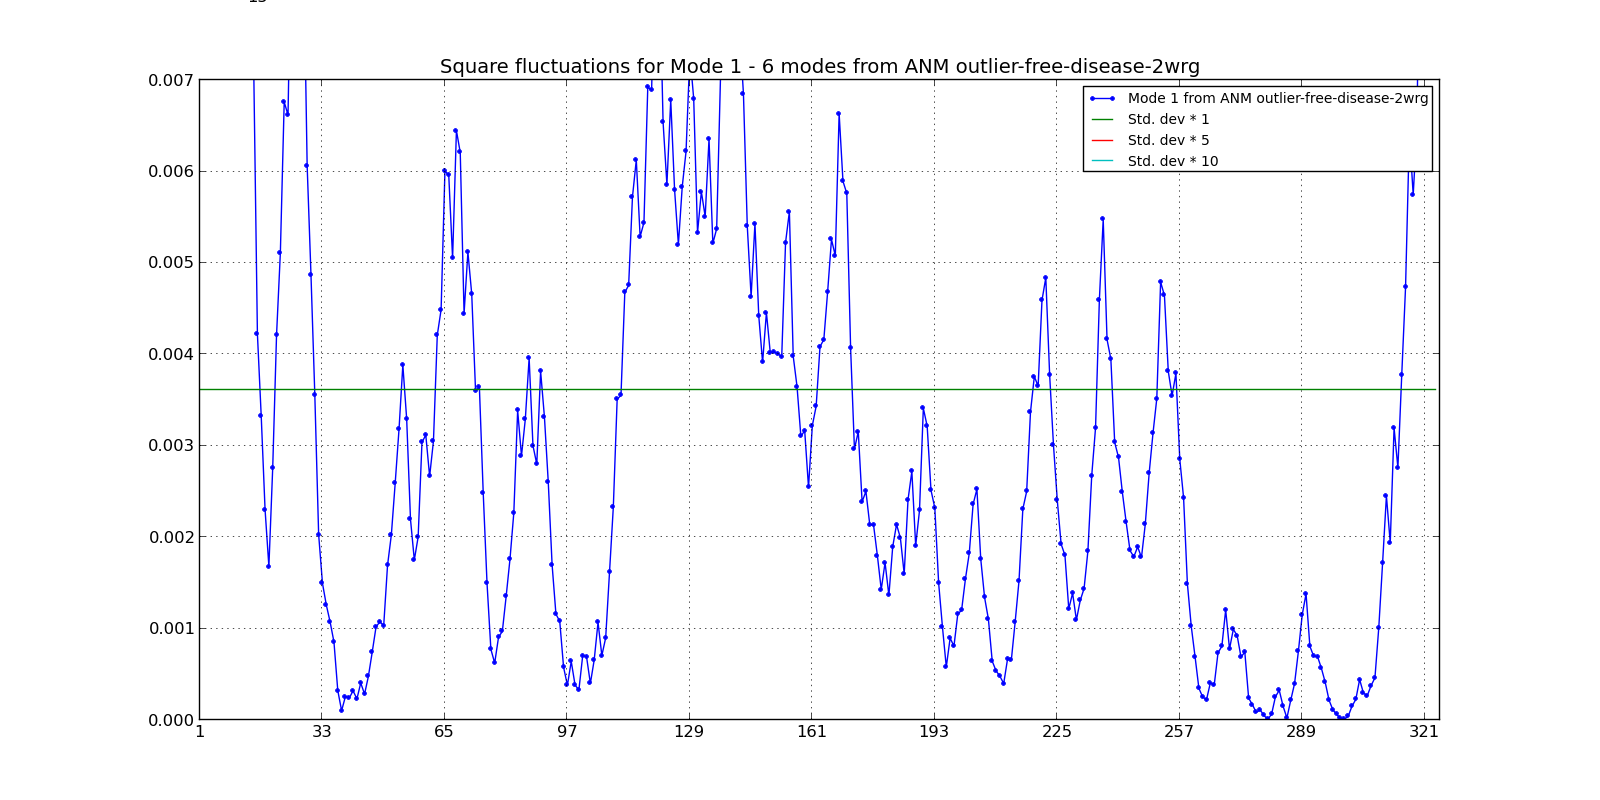 Square fluctuations for Mode 1 - 6 modes from ANM outlier-free-disease-2wrg
0.007
0.006
0.005
0.004
0.003
0.002
0.001
0.000
Mode 1 from ANM outlier-free-disease-2wrg
Std. dev * 1
Std. dev * 5
Std. dev * 10
1 33 65 97 129 161 193 225 257 289 321